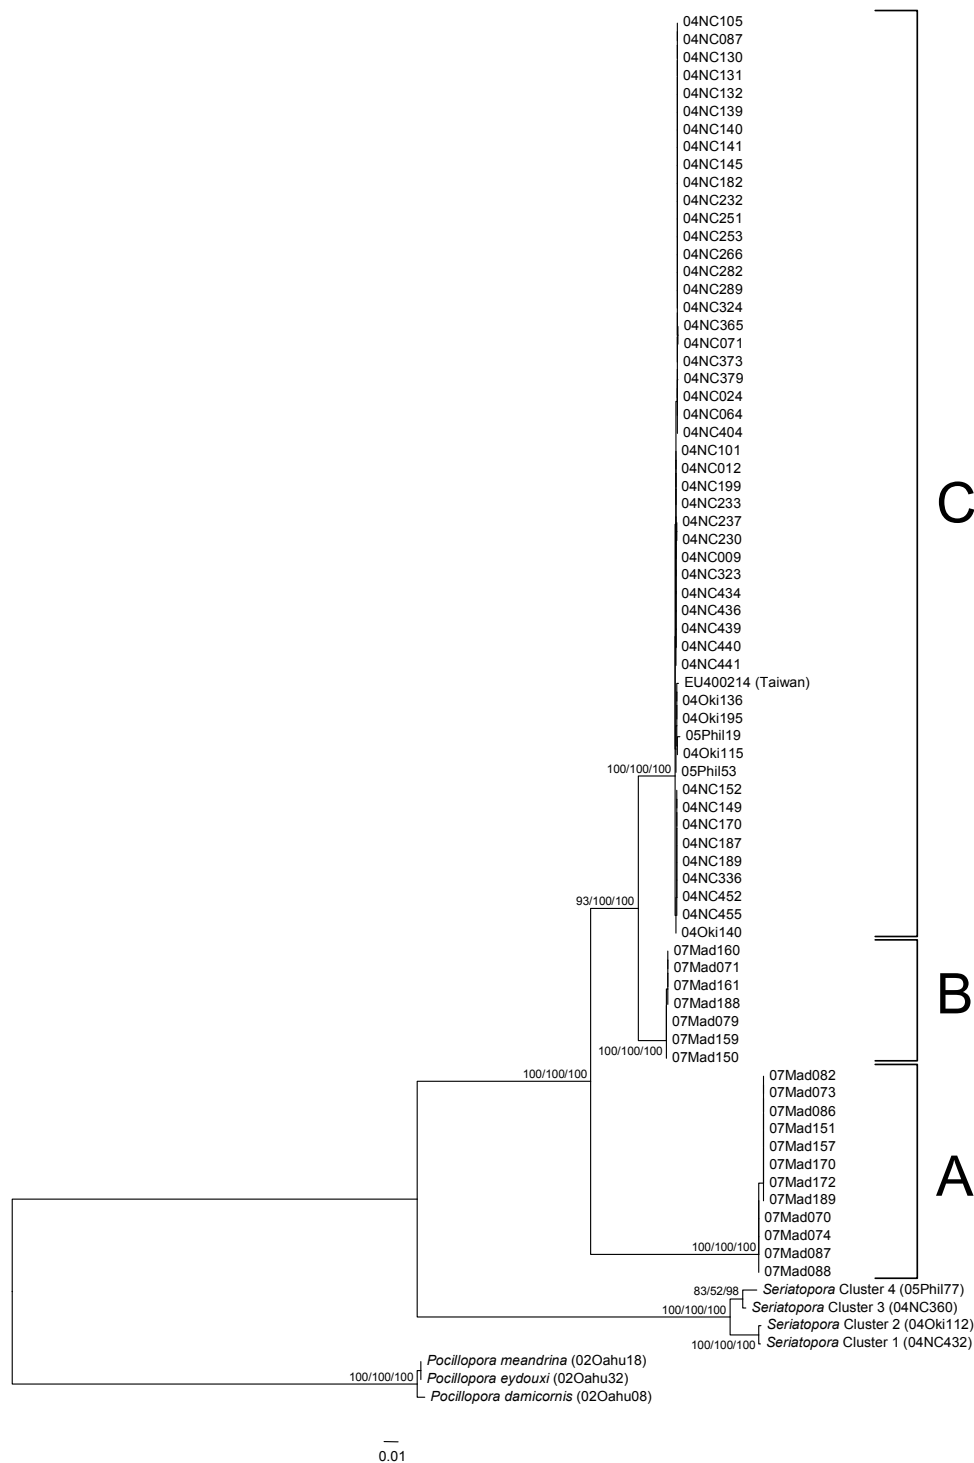 04NC105
04NC087
04NC130
04NC131
04NC132
04NC139
04NC140
04NC141
04NC145
04NC182
04NC232
04NC251
04NC253
04NC266
04NC282
04NC289
04NC324
04NC365
04NC071
04NC373
04NC379
04NC024
04NC064
04NC404
04NC101
04NC012
04NC199
04NC233
04NC237
04NC230
04NC009
04NC323
04NC434
04NC436
04NC439
04NC440
04NC441
EU400214 (Taiwan)
04Oki136
04Oki195
05Phil19
04Oki115
05Phil53
04NC152
04NC149
04NC170
04NC187
04NC189
04NC336
04NC452
04NC455
04Oki140
C
100/100/100
93/100/100
07Mad160
07Mad071
07Mad161
07Mad188
07Mad079
07Mad159
07Mad150
B
100/100/100
100/100/100
07Mad082
07Mad073
07Mad086
07Mad151
07Mad157
07Mad170
07Mad172
07Mad189
07Mad070
07Mad074
07Mad087
07Mad088
A
100/100/100
83/52/98
Seriatopora Cluster 4 (05Phil77)
100/100/100
Seriatopora Cluster 3 (04NC360)
Seriatopora Cluster 2 (04Oki112)
100/100/100
Seriatopora Cluster 1 (04NC432)
Pocillopora meandrina (02Oahu18)
100/100/100
Pocillopora eydouxi (02Oahu32)
Pocillopora damicornis (02Oahu08)
0.01